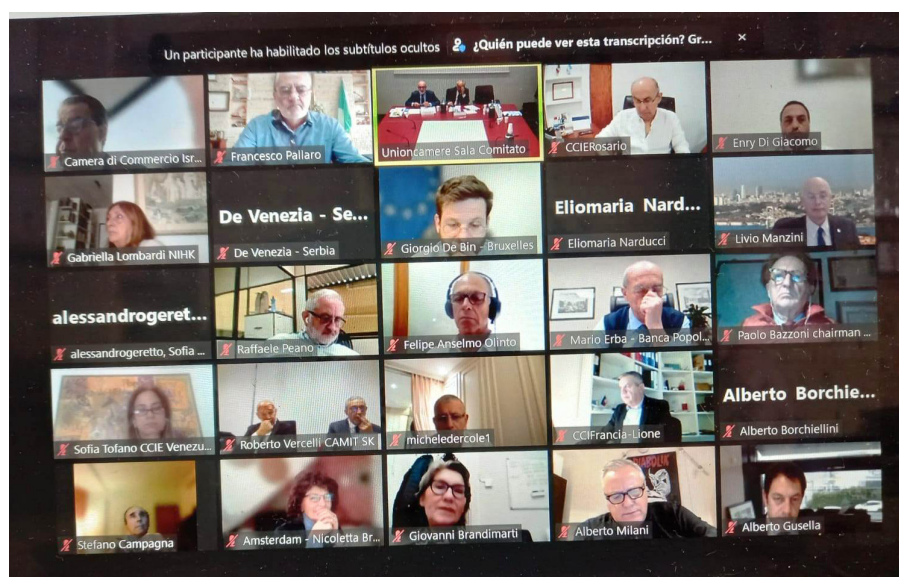 Un participante ha habilitado los subtítulos ocultos
¿Quién puede ver esta transcripción? Gr...
Camera di Commercio Isr...
Francesco Pallaro
Unioncamere Sala Comitato
CCIERosario
Enry Di Giacomo
Gabriella Lombardi NIHK
De Venezia - Se...
De Venezia - Serbia
Giorgio De Bin - Bruxelles
Eliomaria Nard...
Eliomaria Narducci
Livio Manzini
alessandrogeret...
alessandrogeretto, Sofia ...
Raffaele Peano
Felipe Anselmo Olinto
Mario Erba - Banca Popol...
Paolo Bazzoni chairman ...
Sofia Tofano CCIE Venezu...
Roberto Vercelli CAMIT SK
micheledercole1
CCIFrancia-Lione
Alberto Borchie...
Alberto Borchiellini
Stefano Campagna
Amsterdam - Nicoletta Br...
Giovanni Brandimarti
DIABOLIK
Alberto Milani
Alberto Gusella